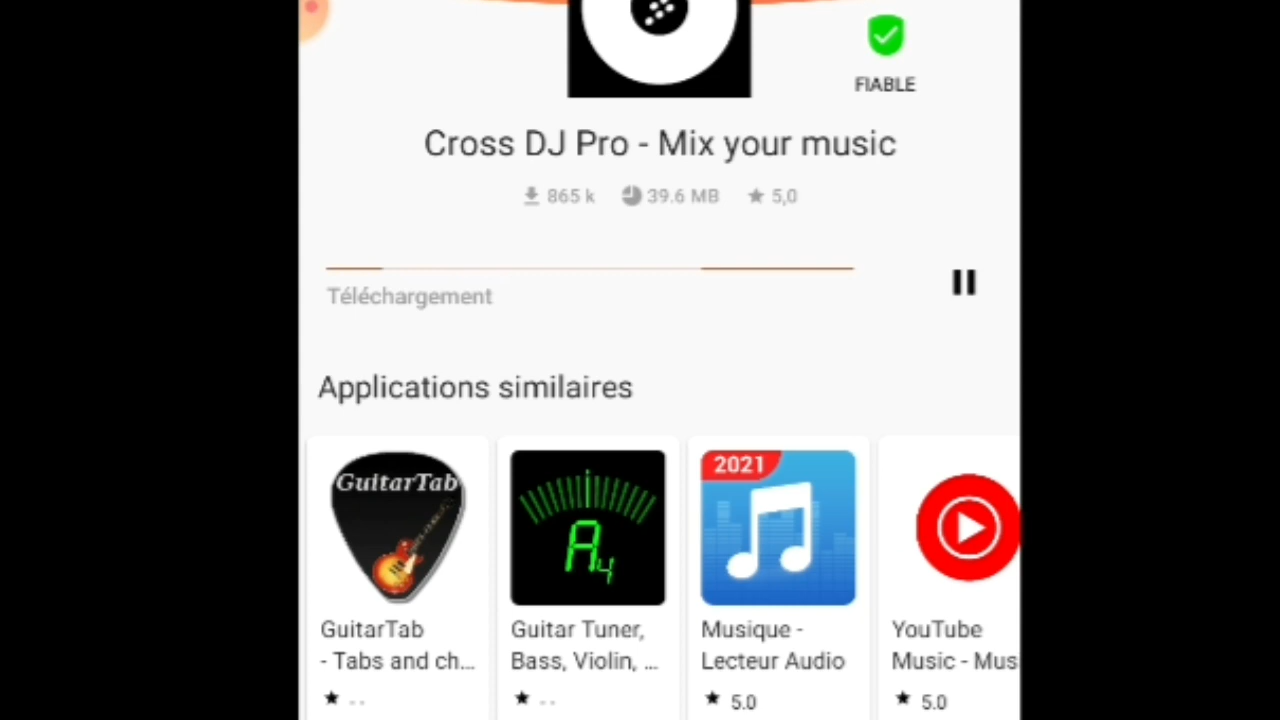 FIABLE
Cross DJ Pro - Mix your music
865 k 39.6 MB 5,0
Téléchargement
Applications similaires
GuitarTab
A4
2021
GuitarTab
- Tabs and ch...
Guitar Tuner,
Bass, Violin, ...
Musique -
Lecteur Audio
YouTube
Music - Mus
- -
- -
5.0
5.0